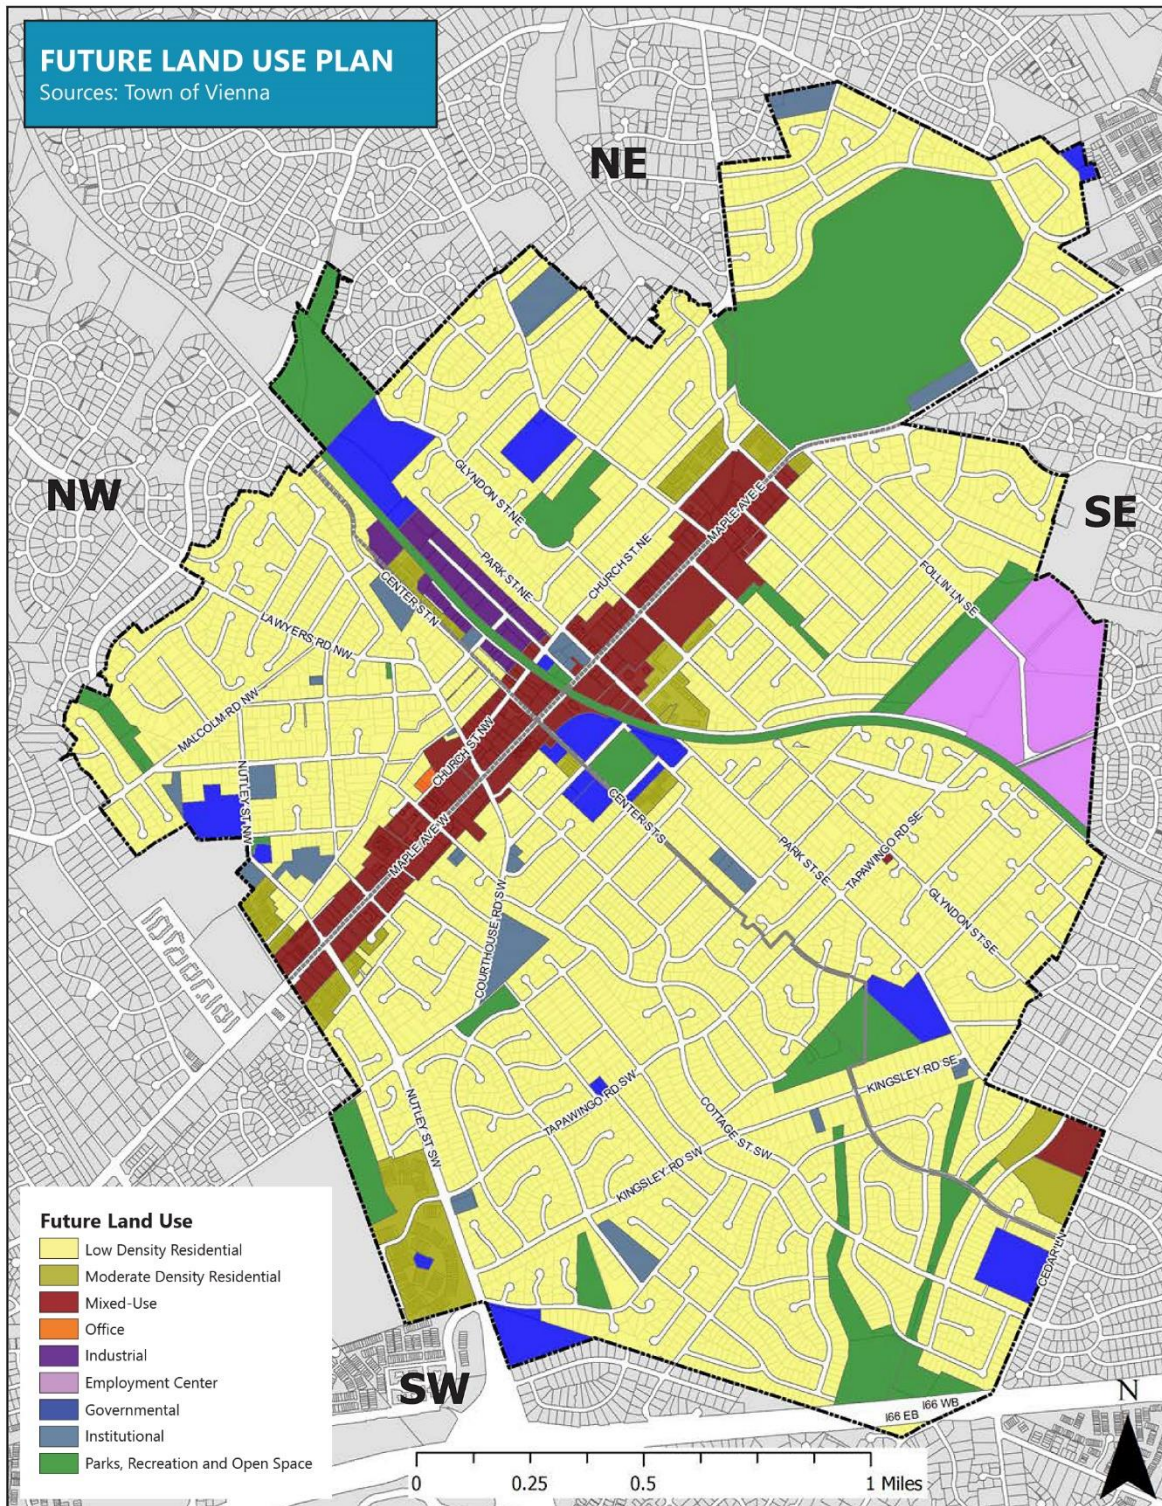 FUTURE LAND USE PLAN
Sources: Town of Vienna
NE
NW
SE
SW
GLYNDON ST NE
PARK ST NE
CHURCH ST NE
MAPLE AVE E
CENTER ST N
LAWYERS RD NW
MALCOLM RD NW
NUTLEY ST NW
CHURCH ST NW
MAPLE AVE W
FOLLIN LN SE
CENTER ST S
PARK ST SE
TAPAWINGO RD SE
GLYNDON ST SE
COURTHOUSE RD SW
NUTLEY ST SW
TAPAWINGO RD SW
KINGSLEY RD SW
COTTAGE ST SW
KINGSLEY RD SE
CEDAR LN
I66 WB
I66 EB
Future Land Use
Low Density Residential
Moderate Density Residential
Mixed-Use
Office
Industrial
Employment Center
Governmental
Institutional
Parks, Recreation and Open Space
0 0.25 0.5 1 Miles
N